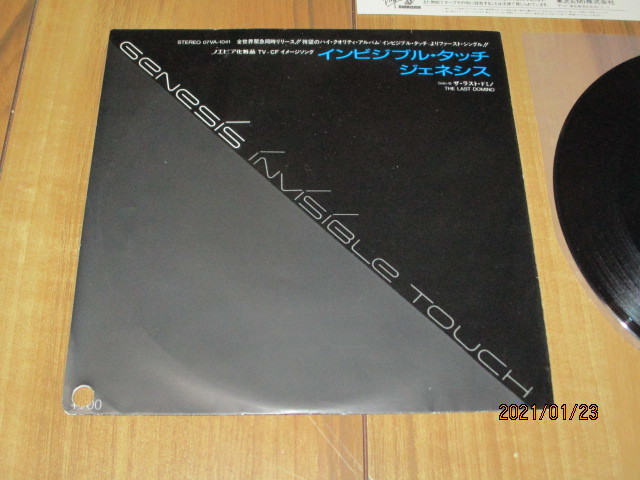 STEREO 07VA-1041 全世界緊急同時リリース!! 待望のハイ・クオリティ・アルバム「インビジブル・タッチ」よりファースト・シングル!!
ノエビア化粧品 TV-CF イメージソング
インビジブル・タッチ
ジェネシス
ザ・ラスト・ドミノ
THE LAST DOMINO
GENESIS INVISIBLE TOUCH
2021/01/23